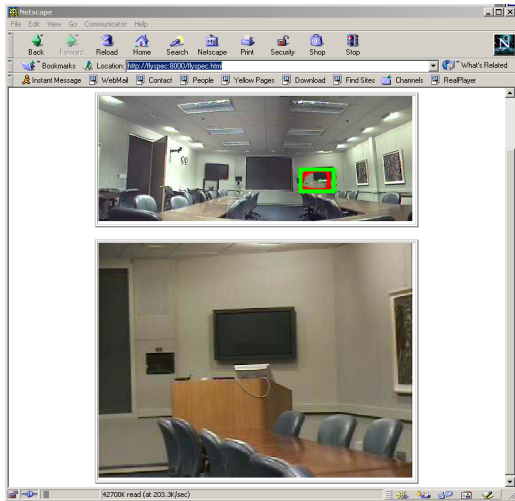 Netscape
File Edit View Go Communicator Help
Back Forward Reload Home Search Netscape Print Security Shop Stop
N
Bookmarks Location: http://flyspec:8000/flyspec.htm What's Related
Instant Message WebMail Contact People Yellow Pages Download Find Sites Channels RealPlayer
42700K read (at 203.3K/sec)